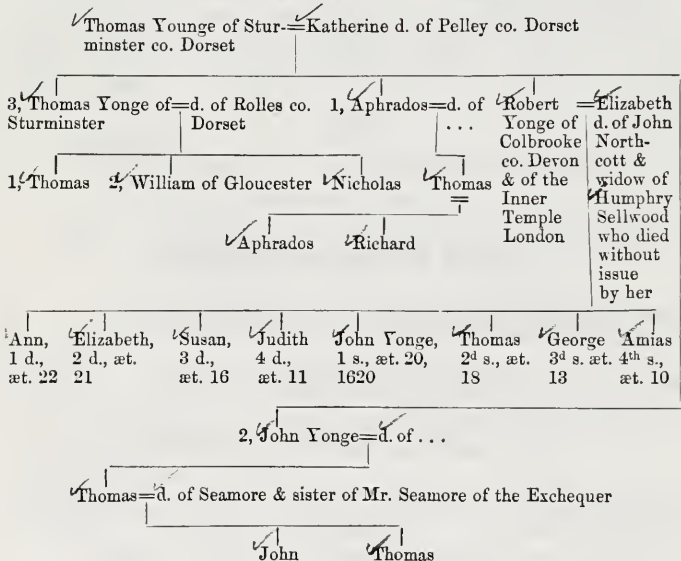 Thomas Younge of Stur-=Katherine d. of Pelley co. Dorset
minster co. Dorset
3, Thomas Yonge of=d. of Rolles co.
Sturminster Dorset
1, Aphrados=d. of
...
Robert
Yonge of
Colbrooke
co. Devon
& of the
Inner
Temple
London
=Elizabeth
d. of John
North-
cott &
widow of
Humphry
Sellwood
who died
without
issue
by her
1, Thomas 2, William of Gloucester Nicholas Thomas
=
Aphrados Richard
Ann,
1 d.,
æt. 22
Elizabeth,
2 d., æt.
21
Susan,
3 d.,
æt. 16
Judith
4 d.,
æt. 11
John Yonge,
1 s., æt. 20,
1620
Thomas
2d s., æt.
18
George
3d s. æt.
13
Amias
4th s.,
æt. 10
2, John Yonge=d. of ...
Thomas=d. of Seamore & sister of Mr. Seamore of the Exchequer
John Thomas